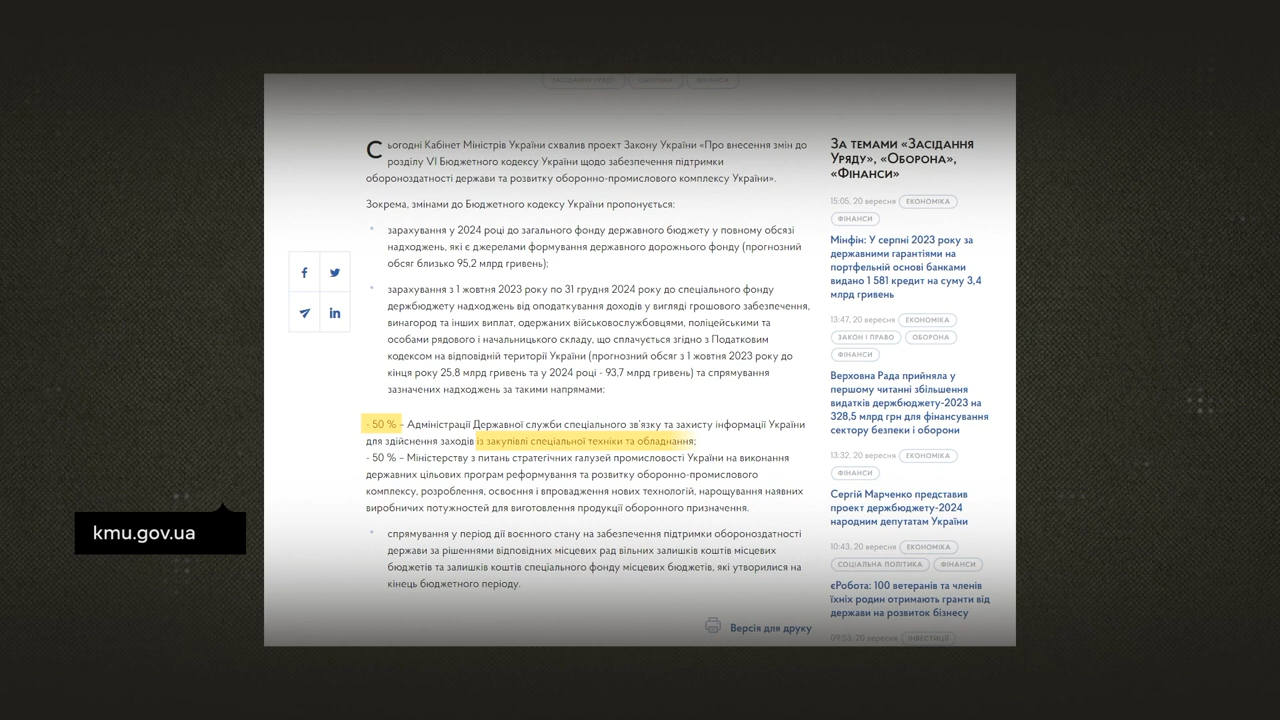 ЗАСІДАННЯ УРЯДУ ОБОРОНА ФІНАНСИ
Сьогодні Кабінет Міністрів України схвалив проект Закону України «Про внесення змін до
розділу VI Бюджетного кодексу України щодо забезпечення підтримки
обороноздатності держави та розвитку оборонно-промислового комплексу України».
Зокрема, змінами до Бюджетного кодексу України пропонується:
зарахування у 2024 році до загального фонду державного бюджету у повному обсязі
надходжень, які є джерелами формування державного дорожнього фонду (прогнозний
обсяг близько 95,2 млрд гривень);
зарахування з 1 жовтня 2023 року по 31 грудня 2024 року до спеціального фонду
держбюджету надходжень від оподаткування доходів у вигляді грошового забезпечення,
винагород та інших виплат, одержаних військовослужбовцями, поліцейськими та
особами рядового і начальницького складу, що сплачується згідно з Податковим
кодексом на відповідній території України (прогнозний обсяг з 1 жовтня 2023 року до
кінця року 25,8 млрд гривень та у 2024 році - 93,7 млрд гривень) та спрямування
зазначених надходжень за такими напрямами:
- 50 % – Адміністрації Державної служби спеціального зв'язку та захисту інформації України
для здійснення заходів із закупівлі спеціальної техніки та обладнання;
- 50 % – Міністерству з питань стратегічних галузей промисловості України на виконання
державних цільових програм реформування та розвитку оборонно-промислового
комплексу, розроблення, освоєння і впровадження нових технологій, нарощування наявних
виробничих потужностей для виготовлення продукції оборонного призначення.
спрямування у період дії воєнного стану на забезпечення підтримки обороноздатності
держави за рішеннями відповідних місцевих рад вільних залишків коштів місцевих
бюджетів та залишків коштів спеціального фонду місцевих бюджетів, які утворилися на
кінець бюджетного періоду.
Версія для друку
За темами «Засідання
Уряду», «Оборона»,
«Фінанси»
15:05, 20 вересня ЕКОНОМІКА
ФІНАНСИ
Мінфін: У серпні 2023 року за
державними гарантіями на
портфельній основі банками
видано 1 581 кредит на суму 3,4
млрд гривень
13:47, 20 вересня ЕКОНОМІКА
ЗАКОН І ПРАВО ОБОРОНА
ФІНАНСИ
Верховна Рада прийняла у
першому читанні збільшення
видатків держбюджету-2023 на
328,5 млрд грн для фінансування
сектору безпеки і оборони
13:32, 20 вересня ЕКОНОМІКА
ФІНАНСИ
Сергій Марченко представив
проект держбюджету-2024
народним депутатам України
10:43, 20 вересня ЕКОНОМІКА
СОЦІАЛЬНА ПОЛІТИКА ФІНАНСИ
єРобота: 100 ветеранів та членів
їхніх родин отримають гранти від
держави на розвиток бізнесу
09:53, 20 вересня ІНВЕСТИЦІЇ
kmu.gov.ua